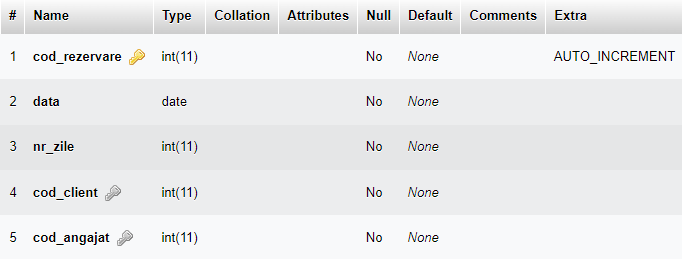 # Name Type Collation Attributes Null Default Comments Extra
1 cod_rezervare int(11) No None AUTO_INCREMENT
2 data date No None
3 nr_zile int(11) No None
4 cod_client int(11) No None
5 cod_angajat int(11) No None